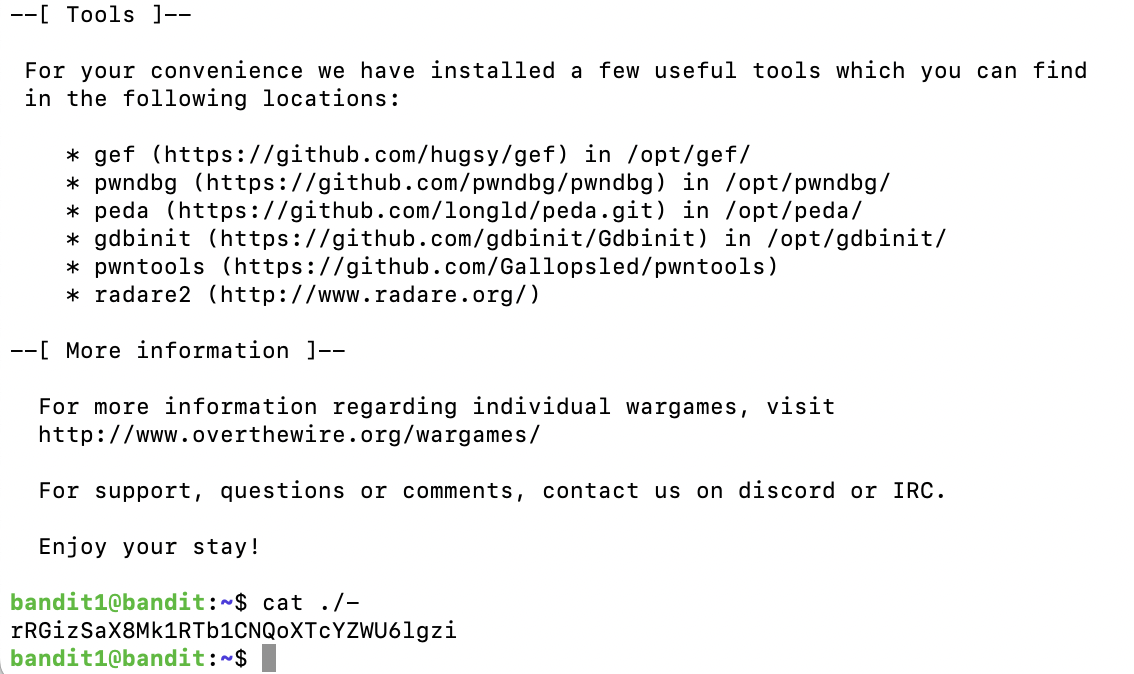 --[ Tools ]--
For your convenience we have installed a few useful tools which you can find
in the following locations:
* gef (https://github.com/hugsy/gef) in /opt/gef/
* pwndbg (https://github.com/pwndbg/pwndbg) in /opt/pwndbg/
* peda (https://github.com/longld/peda.git) in /opt/peda/
* gdbinit (https://github.com/gdbinit/Gdbinit) in /opt/gdbinit/
* pwntools (https://github.com/Gallopsled/pwntools)
* radare2 (http://www.radare.org/)
--[ More information ]--
For more information regarding individual wargames, visit
http://www.overthewire.org/wargames/
For support, questions or comments, contact us on discord or IRC.
Enjoy your stay!
bandit1@bandit:~$ cat ./-
rRGizSaX8Mk1RTb1CNQoXTcYZWU6lgzi
bandit1@bandit:~$